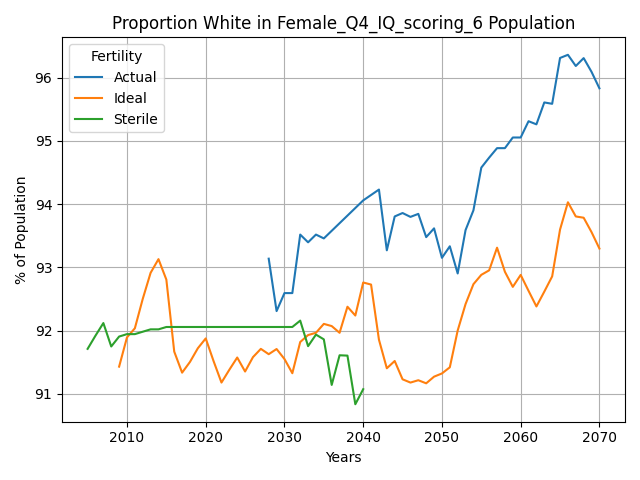 Proportion White in Female_Q4_IQ_scoring_6 Population
Fertility
Actual
Ideal
Sterile
96
95
94
93
92
91
% of Population
2010 2020 2030 2040 2050 2060 2070
Years